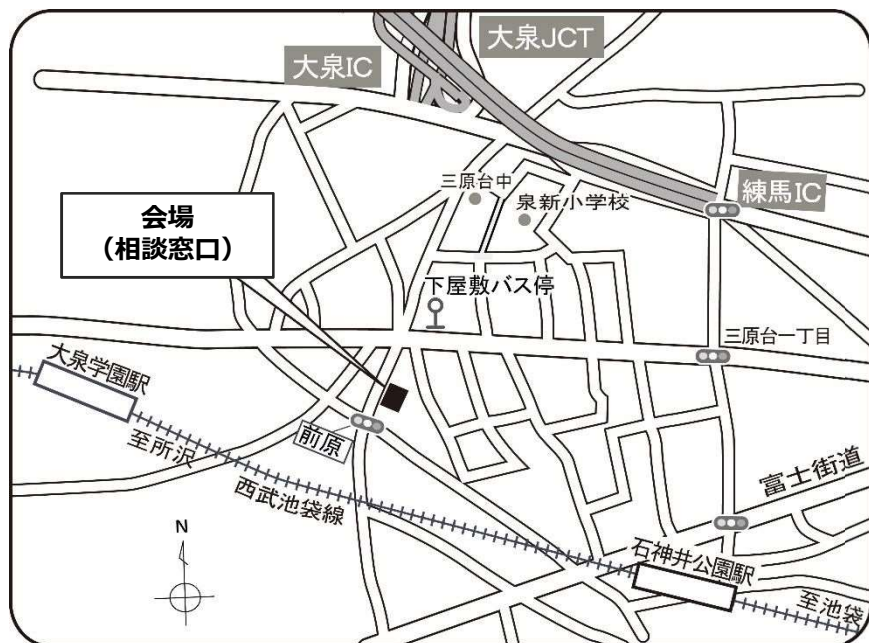 大泉JCT
大泉IC
三原台中
泉新小学校
練馬IC
会場
（相談窓口）
下屋敷バス停
三原台一丁目
大泉学園駅
至所沢
前原
西武池袋線
富士街道
石神井公園駅
至池袋
N